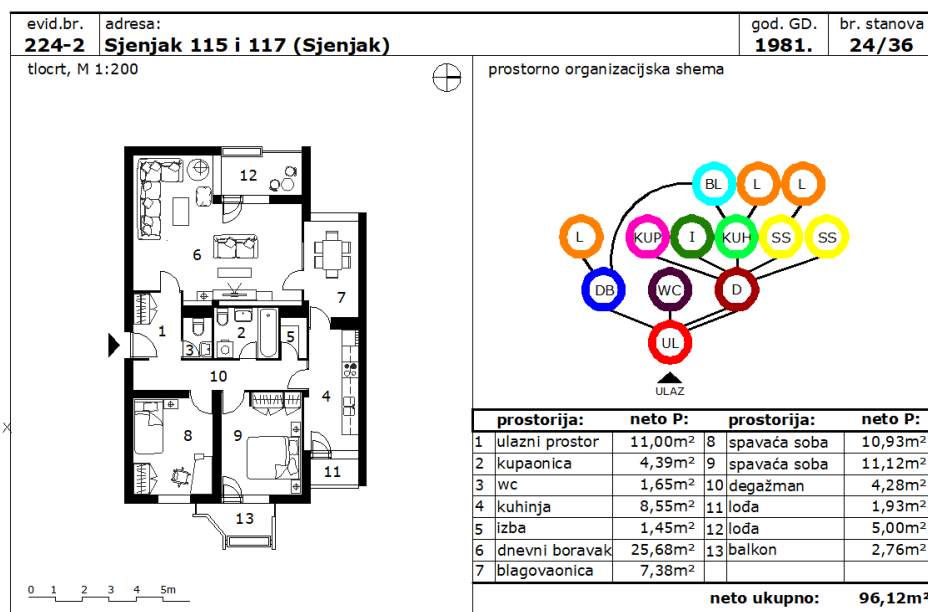 evid.br. adresa: god. GD. br. stanova
224-2 Sjenjak 115 i 117 (Sjenjak) 1981. 24/36
tlocrt, M 1:200
prostorno organizacijska shema
12
6
7
1
3
2
5
10
4
8
9
11
13
0 1 2 3 4 5m
x
BL L L
L KUP I KUH SS SS
DB WC D
UL
ULAZ
prostorija: neto P: prostorija: neto P:
1 ulazni prostor 11,00m² 8 spavaća soba 10,93m²
2 kupaonica 4,39m² 9 spavaća soba 11,12m²
3 wc 1,65m² 10 degažman 4,28m²
4 kuhinja 8,55m² 11 lođa 1,93m²
5 izba 1,45m² 12 lođa 5,00m²
6 dnevni boravak 25,68m² 13 balkon 2,76m²
7 blagovaonica 7,38m²
neto ukupno: 96,12m²